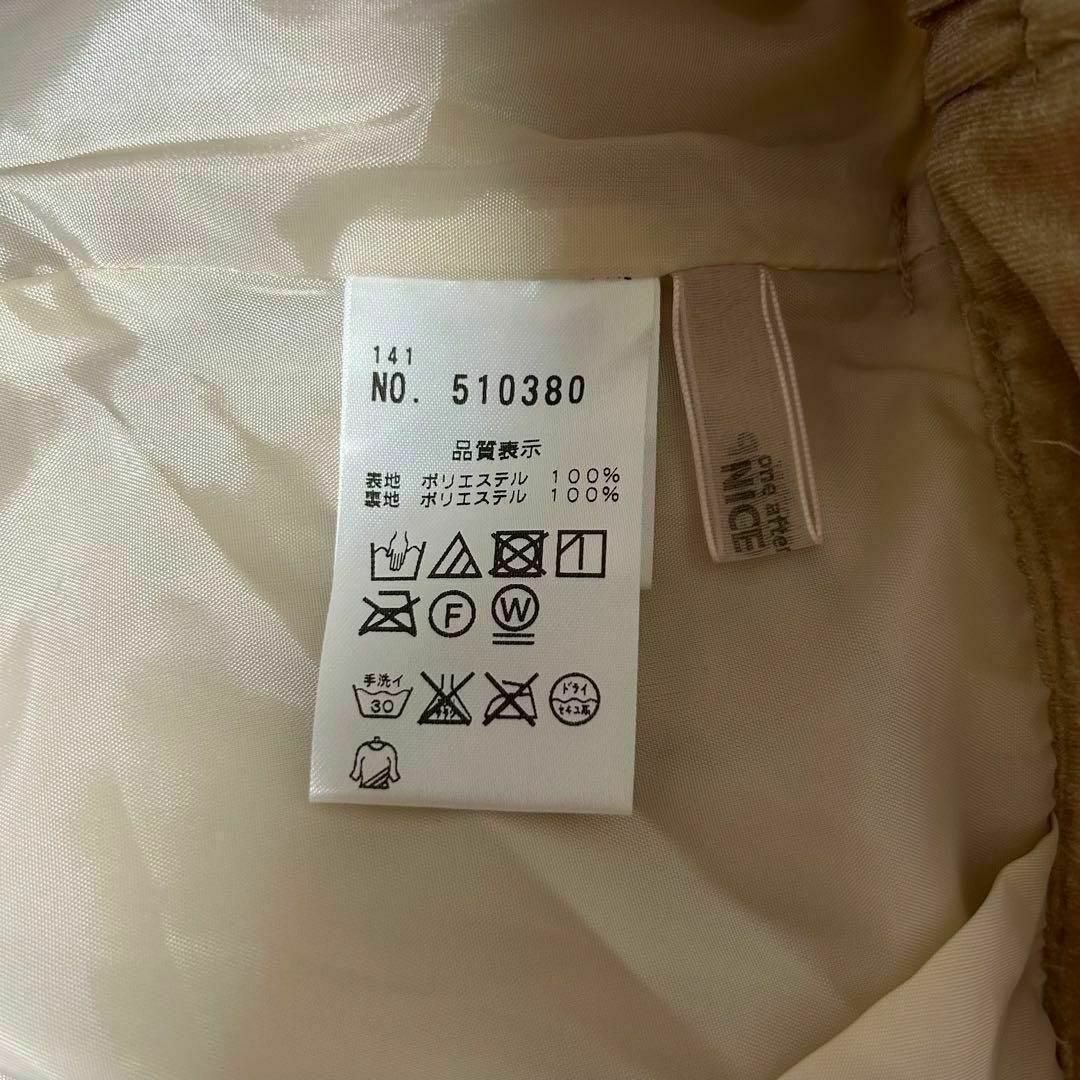 141
NO. 510380
品質表示
表地 ポリエステル 100%
裏地 ポリエステル 100%
F
W
手洗イ
30
ドライ
セキユ系
one after
NICE